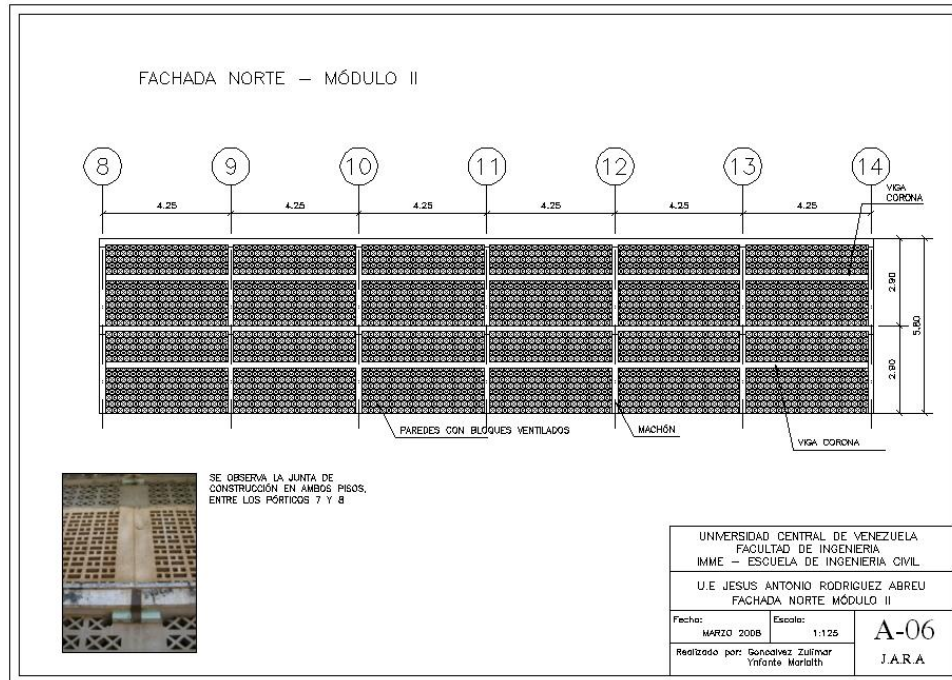 FACHADA NORTE – MÓDULO II
8 9 10 11 12 13 14
4.25 4.25 4.25 4.25 4.25 4.25
VIGA
CORONA
2.90
5.80
2.90
PAREDES CON BLOQUES VENTILADOS
MACHÓN
VIGA CORONA
SE OBSERVA LA JUNTA DE
CONSTRUCCIÓN EN AMBOS PISOS,
ENTRE LOS PÓRTICOS 7 Y 8
UNIVERSIDAD CENTRAL DE VENEZUELA
FACULTAD DE INGENIERIA
IMME – ESCUELA DE INGENIERIA CIVIL
U.E JESUS ANTONIO RODRIGUEZ ABREU
FACHADA NORTE MÓDULO II
Fecha:
MARZO 2008
Escala:
1:125
Realizado por: Goncalvez Zulimar
Ynfante Marialth
A-06
J.A.R.A